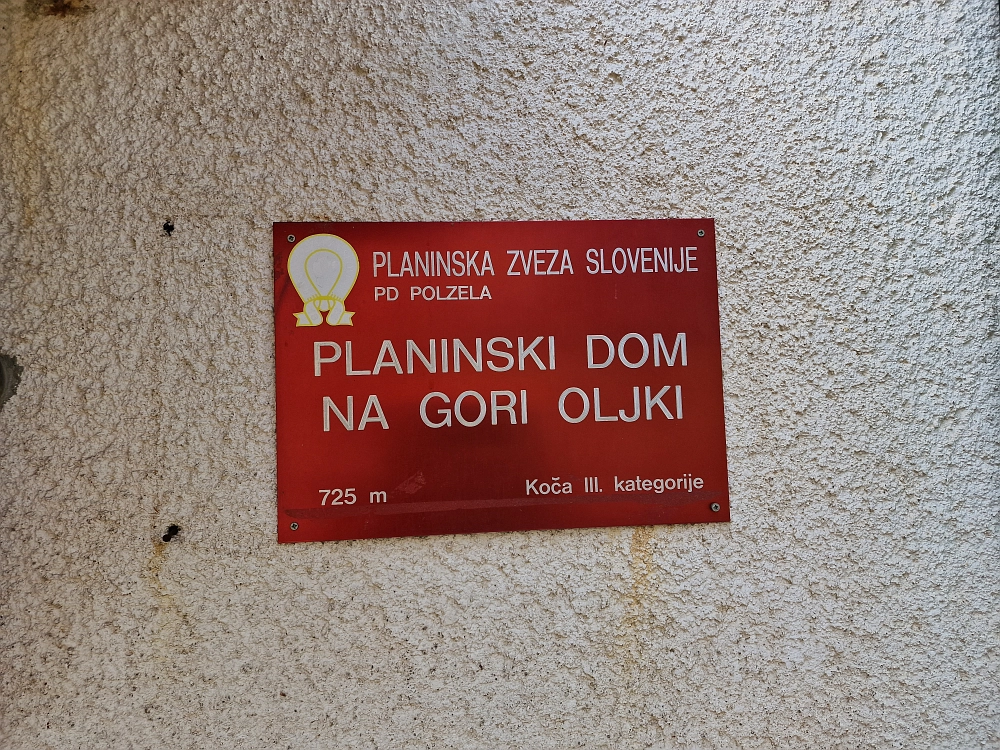 PLANINSKA ZVEZA SLOVENIJE
PD POLZELA
PLANINSKI DOM
NA GORI OLJKI
725 m
Koča III. kategorije